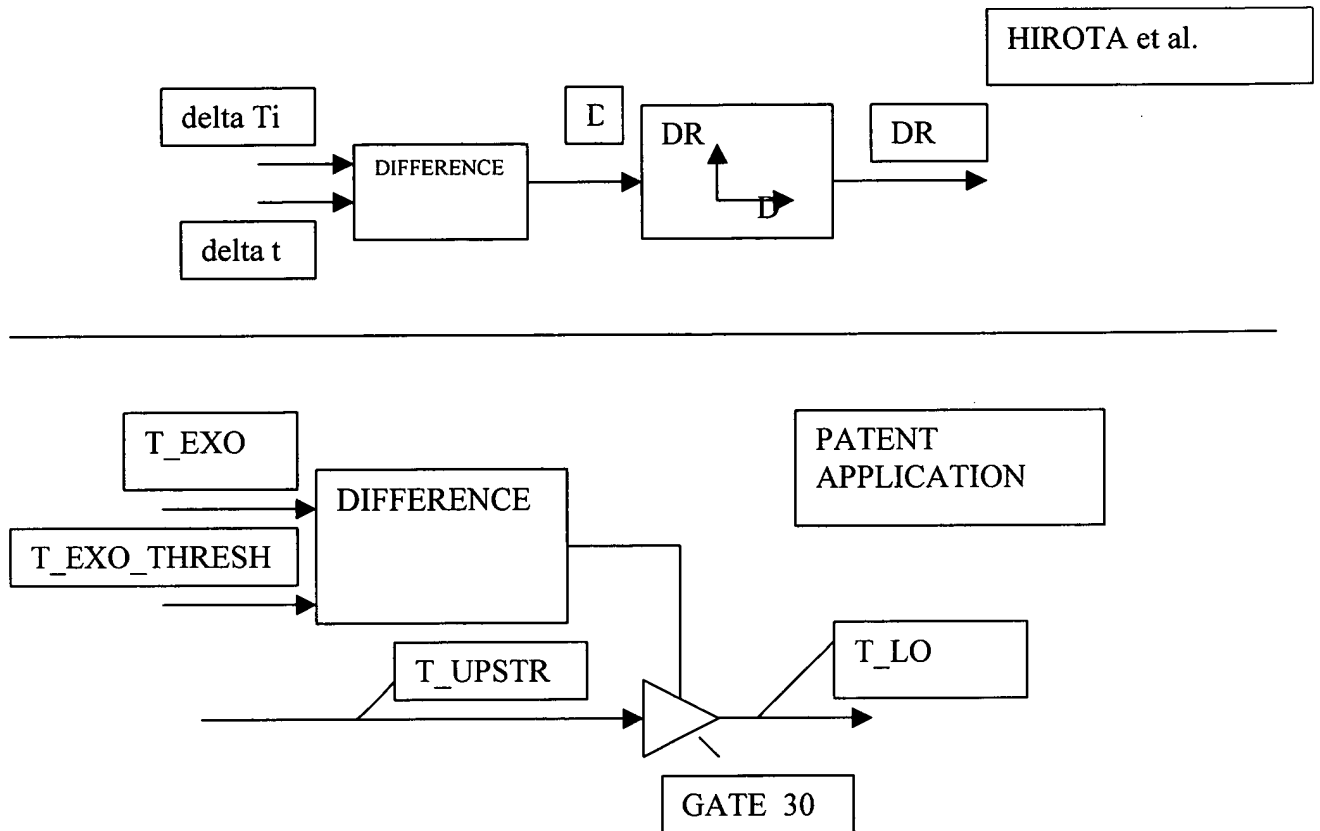 HIROTA et al.
delta Ti
DIFFERENCE
DR
D
DR
delta t
T_EXO
PATENT
APPLICATION
DIFFERENCE
T_EXO_THRESH
T_UPSTR
T_LO
GATE 30